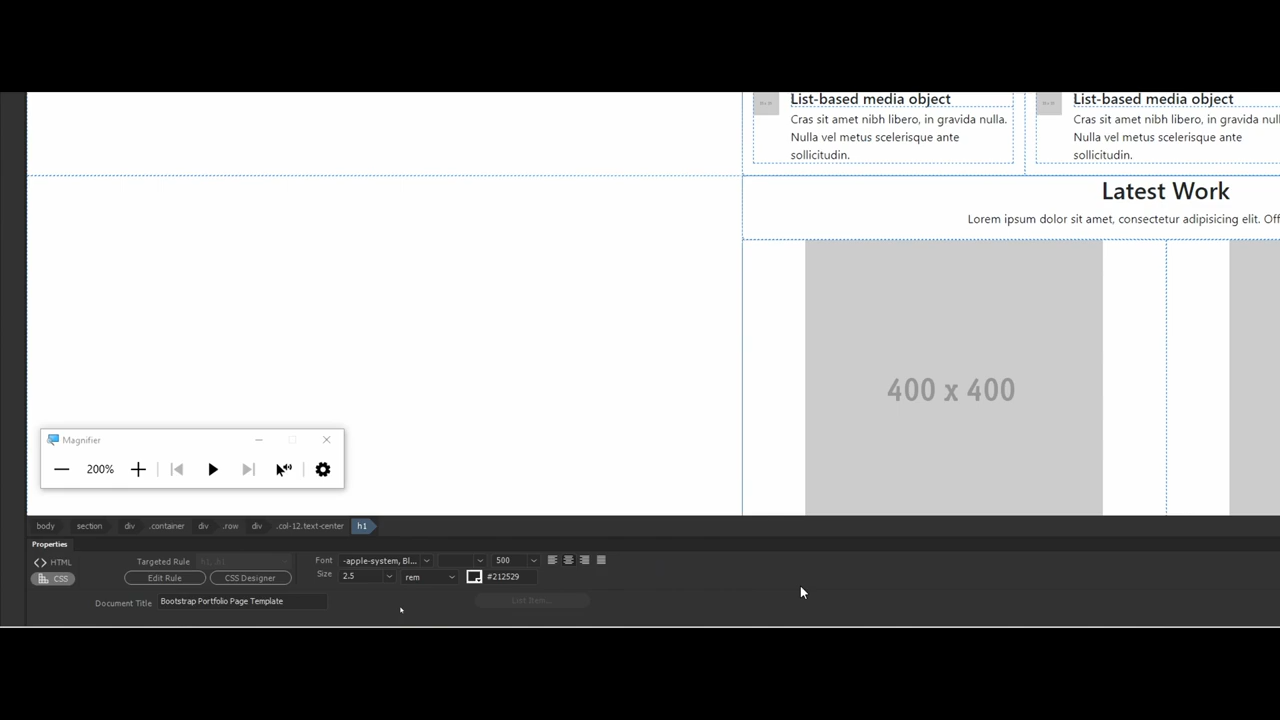 List-based media object
Cras sit amet nibh libero, in gravida nulla.
Nulla vel metus scelerisque ante
sollicitudin.
List-based media object
Cras sit amet nibh libero, in gravida null
Nulla vel metus scelerisque ante
sollicitudin.
Latest Work
Lorem ipsum dolor sit amet, consectetur adipisicing elit. Off
400 x 400
Magnifier
200%
body section div .container div .row div .col-12.text-center h1
Properties
HTML
CSS
Targeted Rule
Edit Rule CSS Designer
Font -apple-system, Bl... 500
Size 2.5 rem #212529
Document Title Bootstrap Portfolio Page Template
List Item...